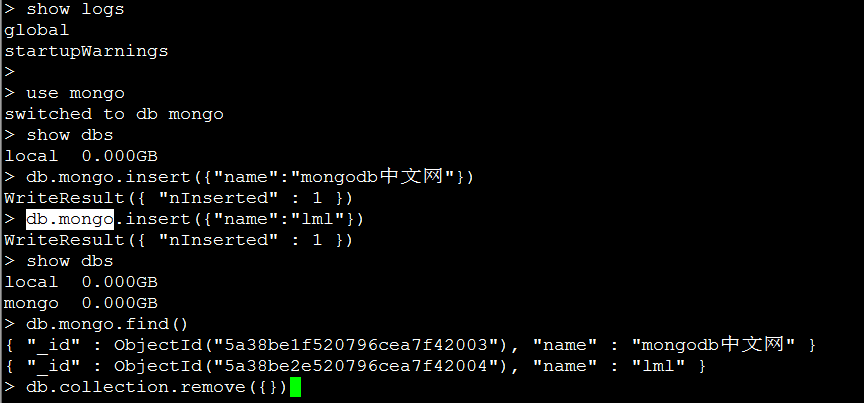 > show logs
global
startupWarnings
>
> use mongo
switched to db mongo
> show dbs
local  0.000GB
> db.mongo.insert({"name":"mongodb中文网"})
WriteResult({ "nInserted" : 1 })
> db.mongo.insert({"name":"lml"})
WriteResult({ "nInserted" : 1 })
> show dbs
local  0.000GB
mongo  0.000GB
> db.mongo.find()
{ "_id" : ObjectId("5a38be1f520796cea7f42003"), "name" : "mongodb中文网" }
{ "_id" : ObjectId("5a38be2e520796cea7f42004"), "name" : "lml" }
> db.collection.remove({})